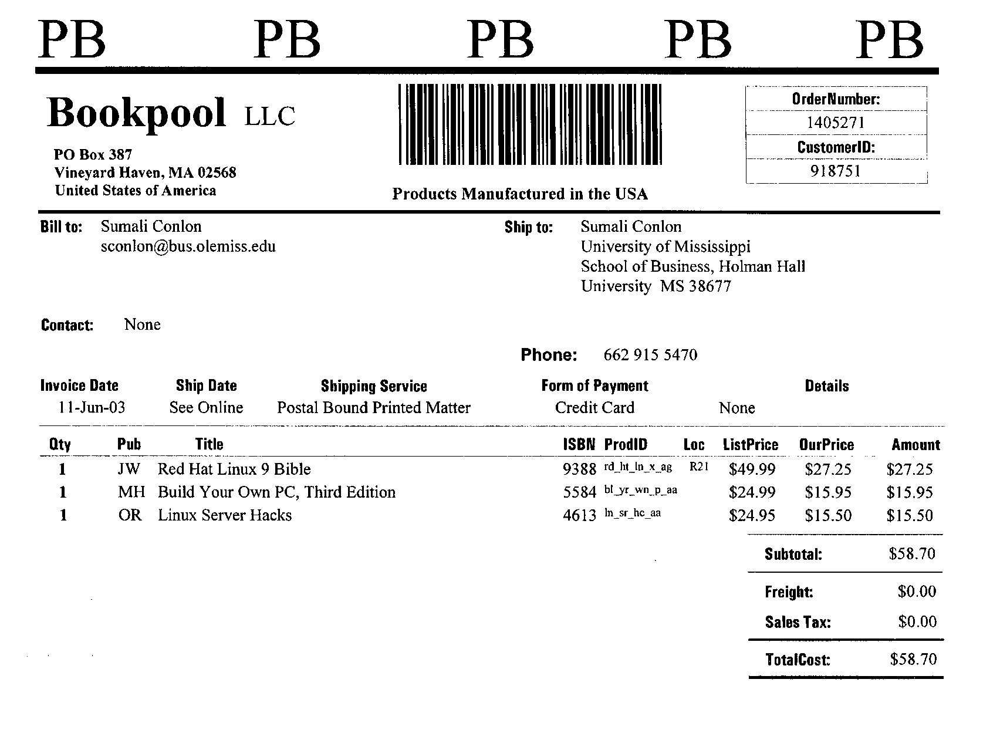 PB PB PB PB PB
Bookpool LLC
PO Box 387
Vineyard Haven, MA 02568
United States of America
Products Manufactured in the USA
OrderNumber:
1405271
CustomerID:
918751
Bill to: Sumali Conlon
sconlon@bus.olemiss.edu
Ship to: Sumali Conlon
University of Mississippi
School of Business, Holman Hall
University MS 38677
Contact: None
Phone: 662 915 5470
Invoice Date Ship Date Shipping Service Form of Payment Details
11-Jun-03 See Online Postal Bound Printed Matter Credit Card None
Qty Pub Title ISBN ProdID Loc ListPrice OurPrice Amount
1 JW Red Hat Linux 9 Bible 9388 rd_ht_ln_x_ag R21 $49.99 $27.25 $27.25
1 MH Build Your Own PC, Third Edition 5584 bl_yr_wn_p_aa $24.99 $15.95 $15.95
1 OR Linux Server Hacks 4613 ln_sr_hc_aa $24.95 $15.50 $15.50
Subtotal: $58.70
Freight: $0.00
Sales Tax: $0.00
TotalCost: $58.70